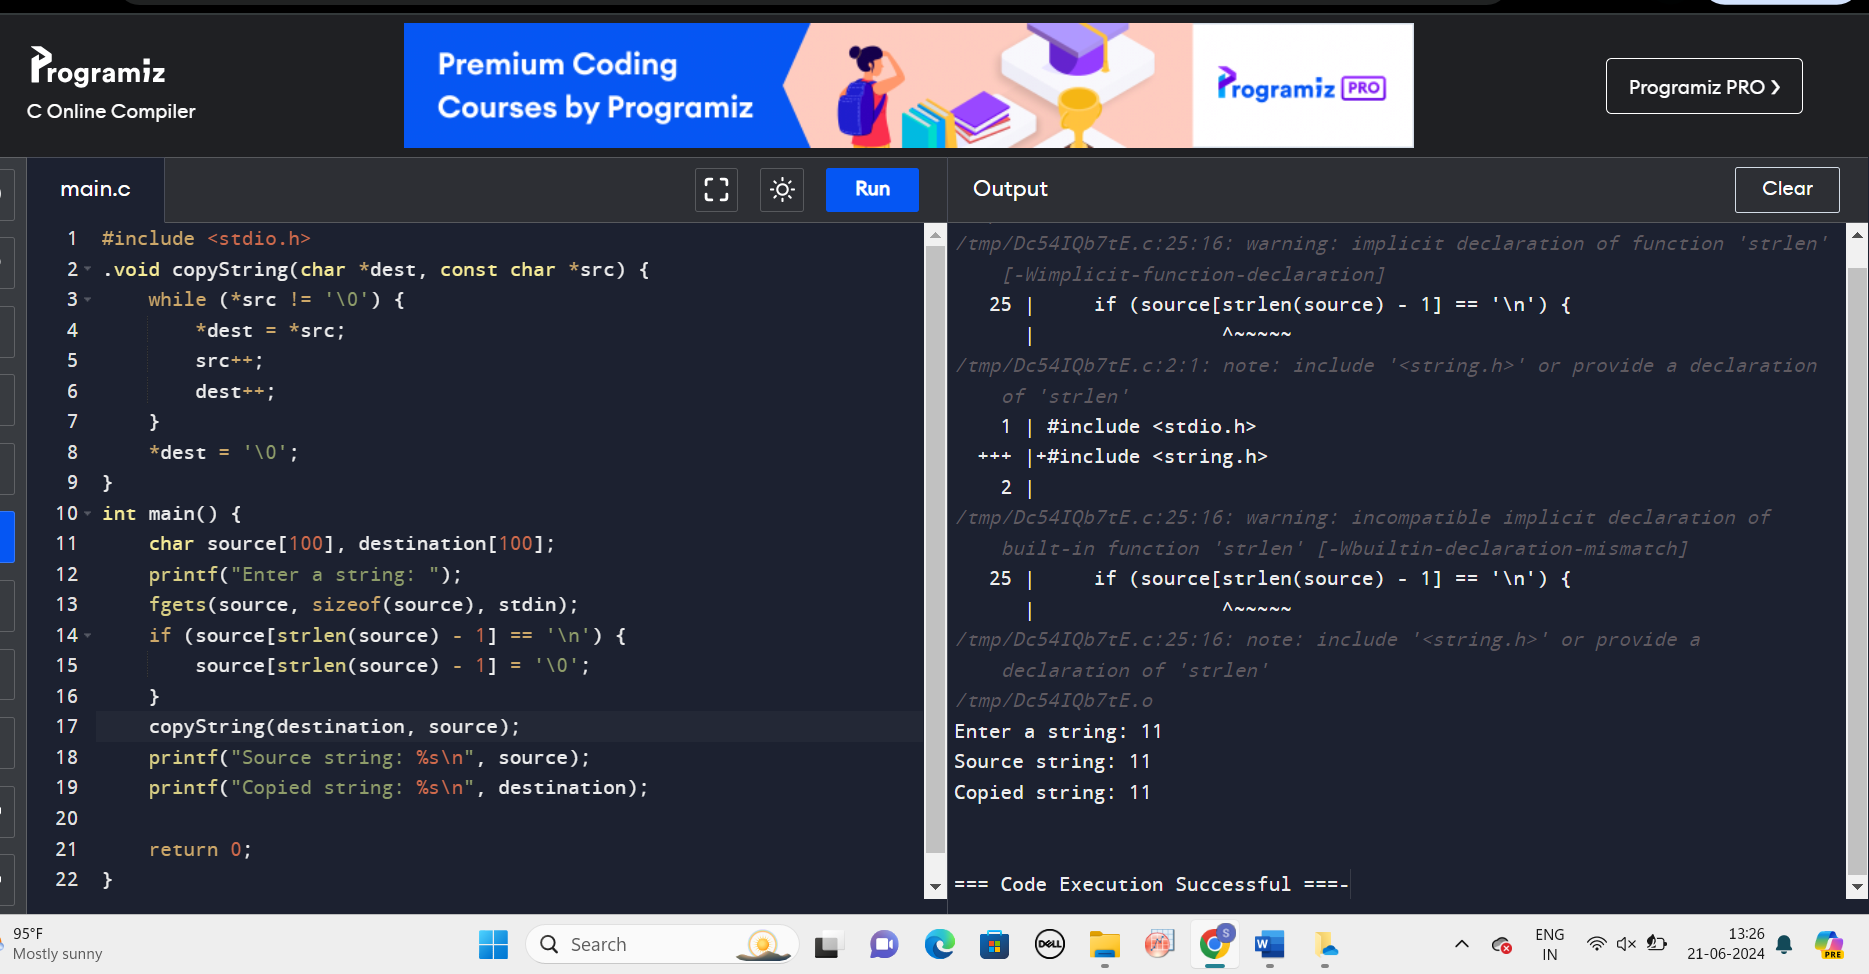 Programiz
C Online Compiler
Premium Coding
Courses by Programiz
Programiz PRO
Programiz PRO ❯
main.c
Run
Output
Clear
1 #include <stdio.h>
2 .void copyString(char *dest, const char *src) {
3 while (*src != '\0') {
4 *dest = *src;
5 src++;
6 dest++;
7 }
8 *dest = '\0';
9 }
10 int main() {
11 char source[100], destination[100];
12 printf("Enter a string: ");
13 fgets(source, sizeof(source), stdin);
14 if (source[strlen(source) - 1] == '\n') {
15 source[strlen(source) - 1] = '\0';
16 }
17 copyString(destination, source);
18 printf("Source string: %s\n", source);
19 printf("Copied string: %s\n", destination);
20
21 return 0;
22 }
/tmp/Dc54IQb7tE.c:25:16: warning: implicit declaration of function 'strlen'
[-Wimplicit-function-declaration]
25 | if (source[strlen(source) - 1] == '\n') {
| ^~~~~~
/tmp/Dc54IQb7tE.c:2:1: note: include '<string.h>' or provide a declaration
of 'strlen'
1 | #include <stdio.h>
+++ |+#include <string.h>
2 |
/tmp/Dc54IQb7tE.c:25:16: warning: incompatible implicit declaration of
built-in function 'strlen' [-Wbuiltin-declaration-mismatch]
25 | if (source[strlen(source) - 1] == '\n') {
| ^~~~~~
/tmp/Dc54IQb7tE.c:25:16: note: include '<string.h>' or provide a
declaration of 'strlen'
/tmp/Dc54IQb7tE.o
Enter a string: 11
Source string: 11
Copied string: 11
=== Code Execution Successful ===-
95°F
Mostly sunny
Search
DELL
S
W
PRE
ENG
IN
13:26
21-06-2024